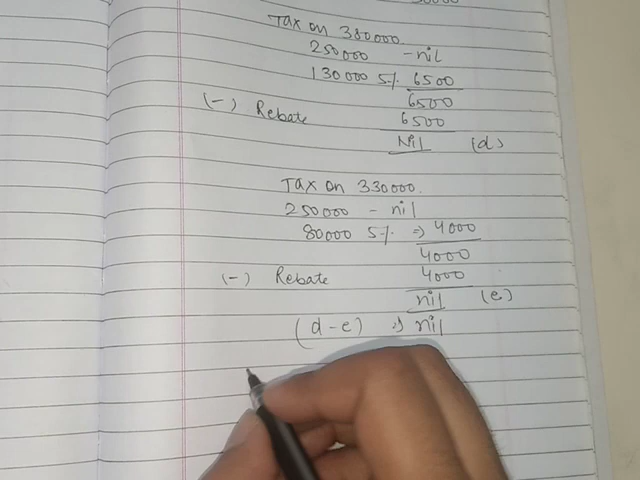 Tax on 380000
250000 - nil
130000 5% 6500
6500
(-) Rebate 6500
Nil (d)
Tax on 330000.
250000 - nil
80000 5% => 4000
4000
(-) Rebate 4000
nil (e)
(d-e) => nil